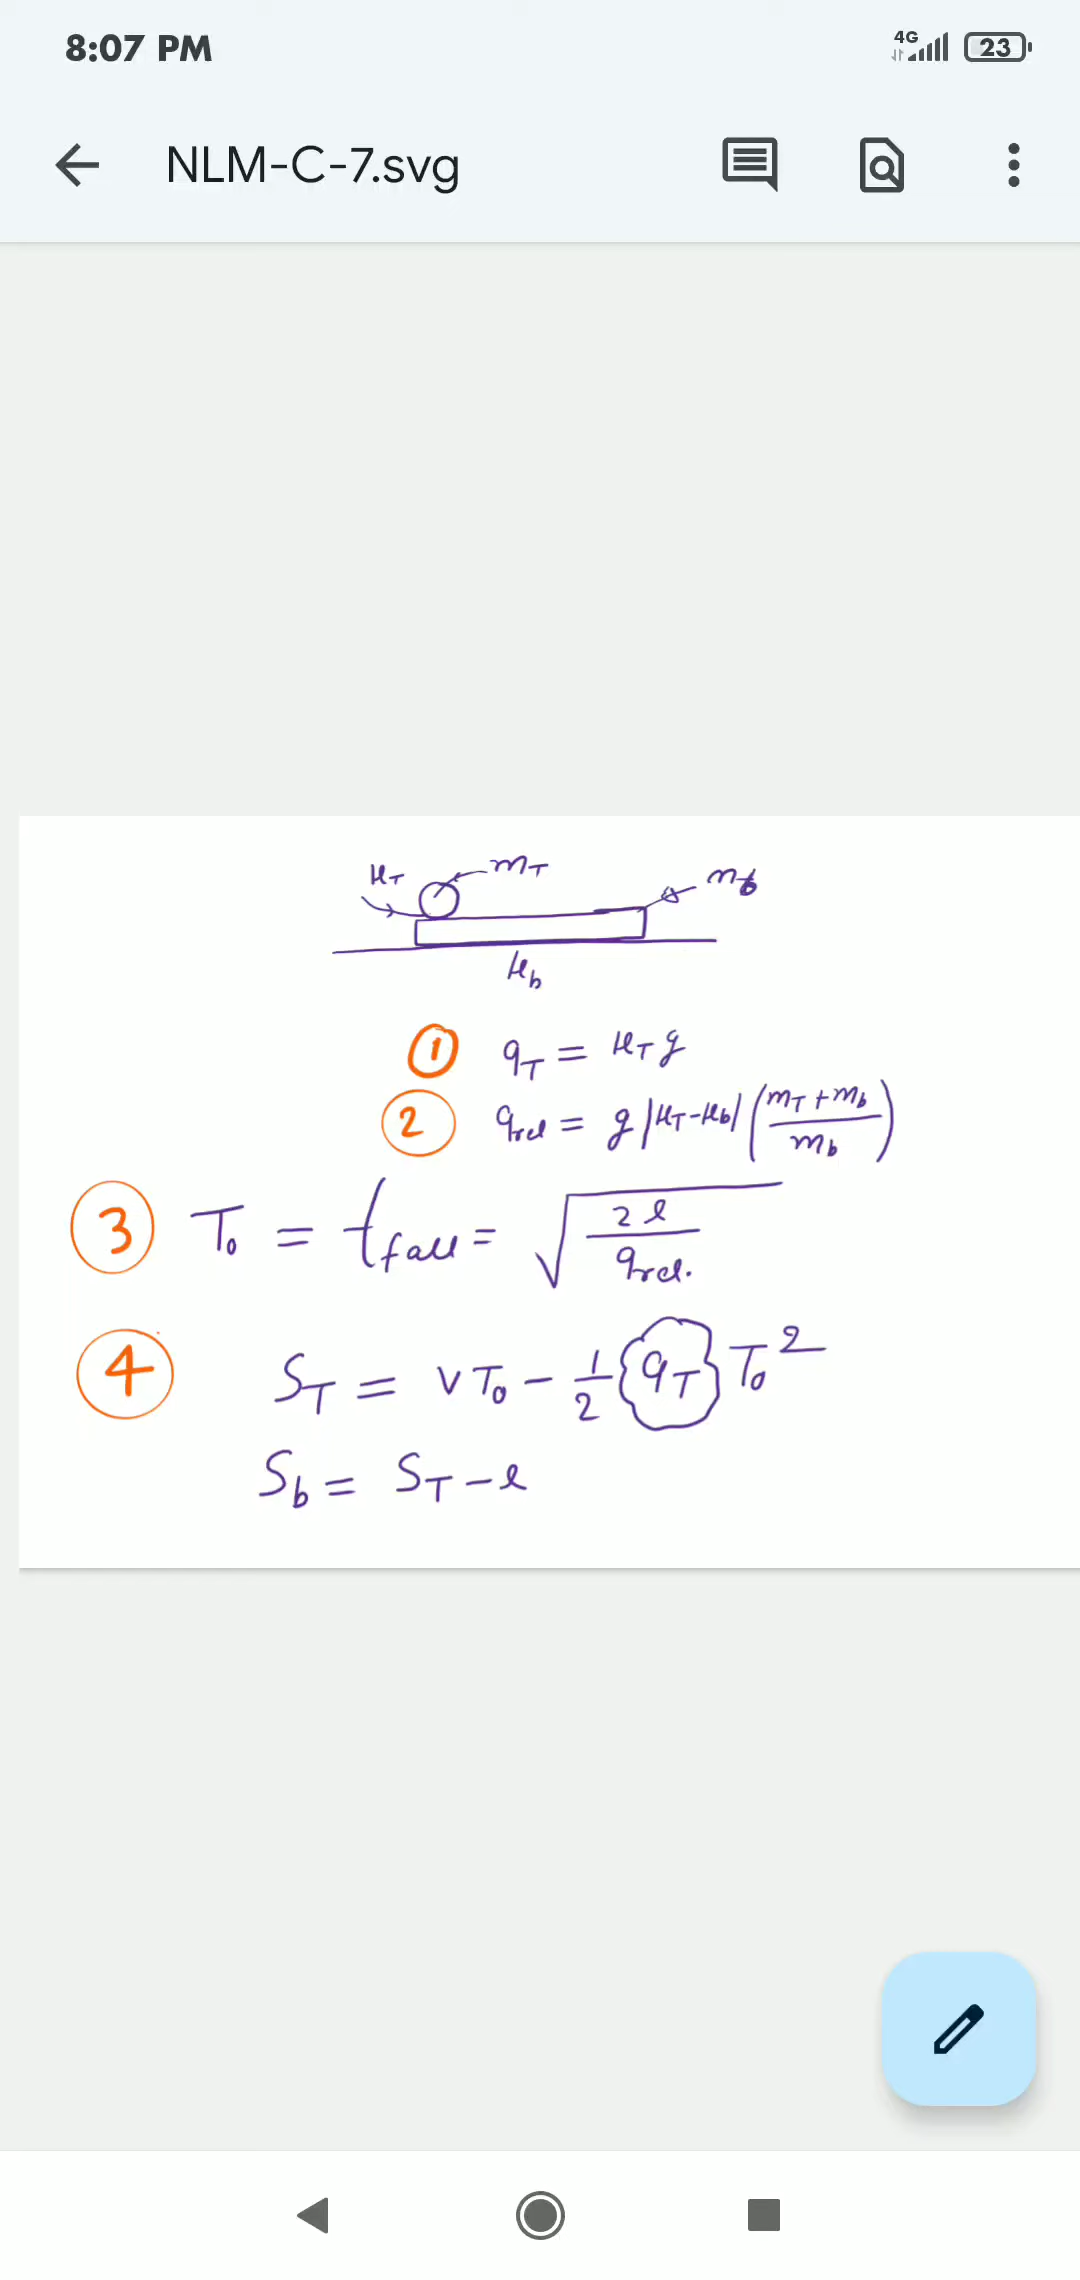 8:07 PM 4G 23
NLM-C-7.svg
μT mT mb
μb
① aT = μT g
② arel = g |μT-μb| (mT + mb / mb)
③ T₀ = tfall = √(2l / arel.)
④ ST = vT₀ - 1/2 {aT} T₀²
Sb = ST - l